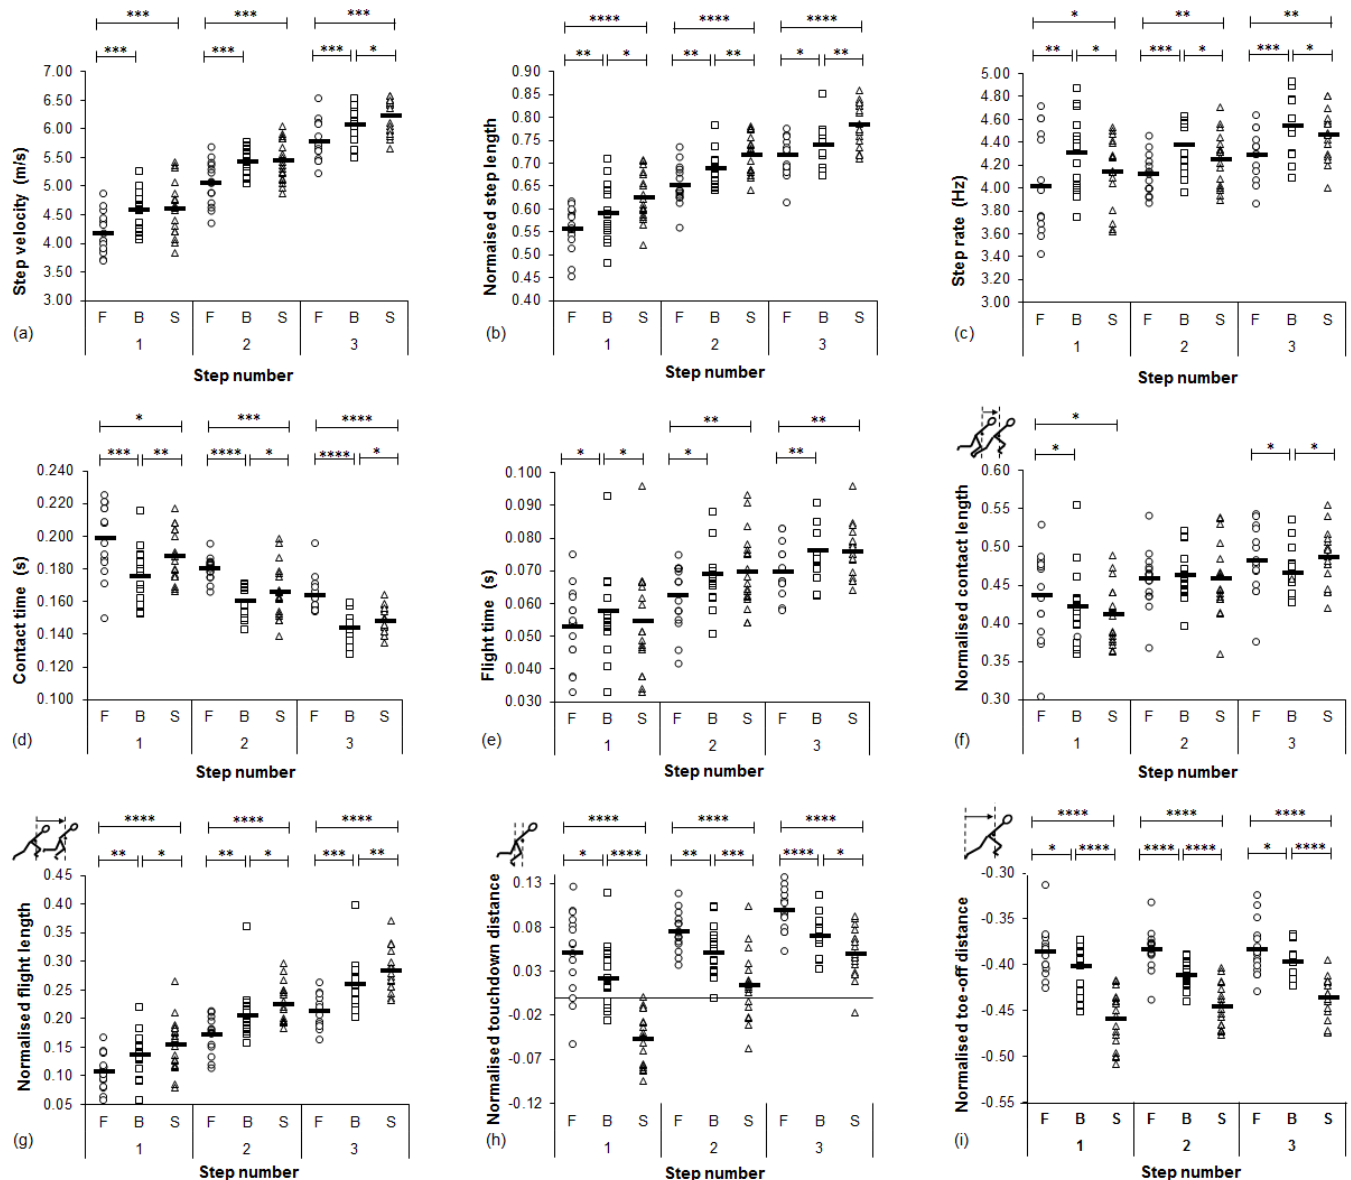 *** *** ***
*** *** *** *
Step velocity (m/s)
7.00
6.00
5.50
5.00
4.50
4.00
3.50
3.00
6.50
F B S F B S F B S
1 2 3
(a)
Step number
**** **** ****
** * ** ** * **
Normaised step length
0.90
0.80
0.75
0.70
0.65
0.60
0.55
0.50
0.45
0.40
F B S F B S F B S
1 2 3
(b)
Step number
* ** **
** * *** * *** *
Step rate (Hz)
5.00
4.80
4.60
4.40
4.20
4.00
3.80
3.60
3.40
3.20
3.00
F B S F B S F B S
1 2 3
(c)
Step number
* *** ****
*** ** **** * **** *
Contact time (s)
0.240
0.220
0.200
0.180
0.160
0.140
0.120
0.100
F B S F B S F B S
1 2 3
(d)
Step number
** **
* * * **
Flight time (s)
0.100
0.090
0.080
0.070
0.060
0.050
0.040
0.030
F B S F B S F B S
1 2 3
(e)
Step number
*
* * *
Normalised contact length
0.60
0.50
0.45
0.40
0.35
0.30
F B S F B S F B S
1 2 3
(f)
Step number
**** **** ****
** * ** * *** **
Normalised flight length
0.45
0.40
0.35
0.30
0.25
0.20
0.15
0.10
0.05
F B S F B S F B S
1 2 3
(g)
Step number
**** **** ****
* **** ** *** **** *
Normalised touchdown distance
0.13
0.08
0.03
-0.02
-0.07
-0.12
F B S F B S F B S
1 2 3
(h)
Step number
**** **** ****
* **** **** **** * ****
Normalised toe-off distance
-0.30
-0.35
-0.40
-0.45
-0.50
-0.55
F B S F B S F B S
1 2 3
(i)
Step number